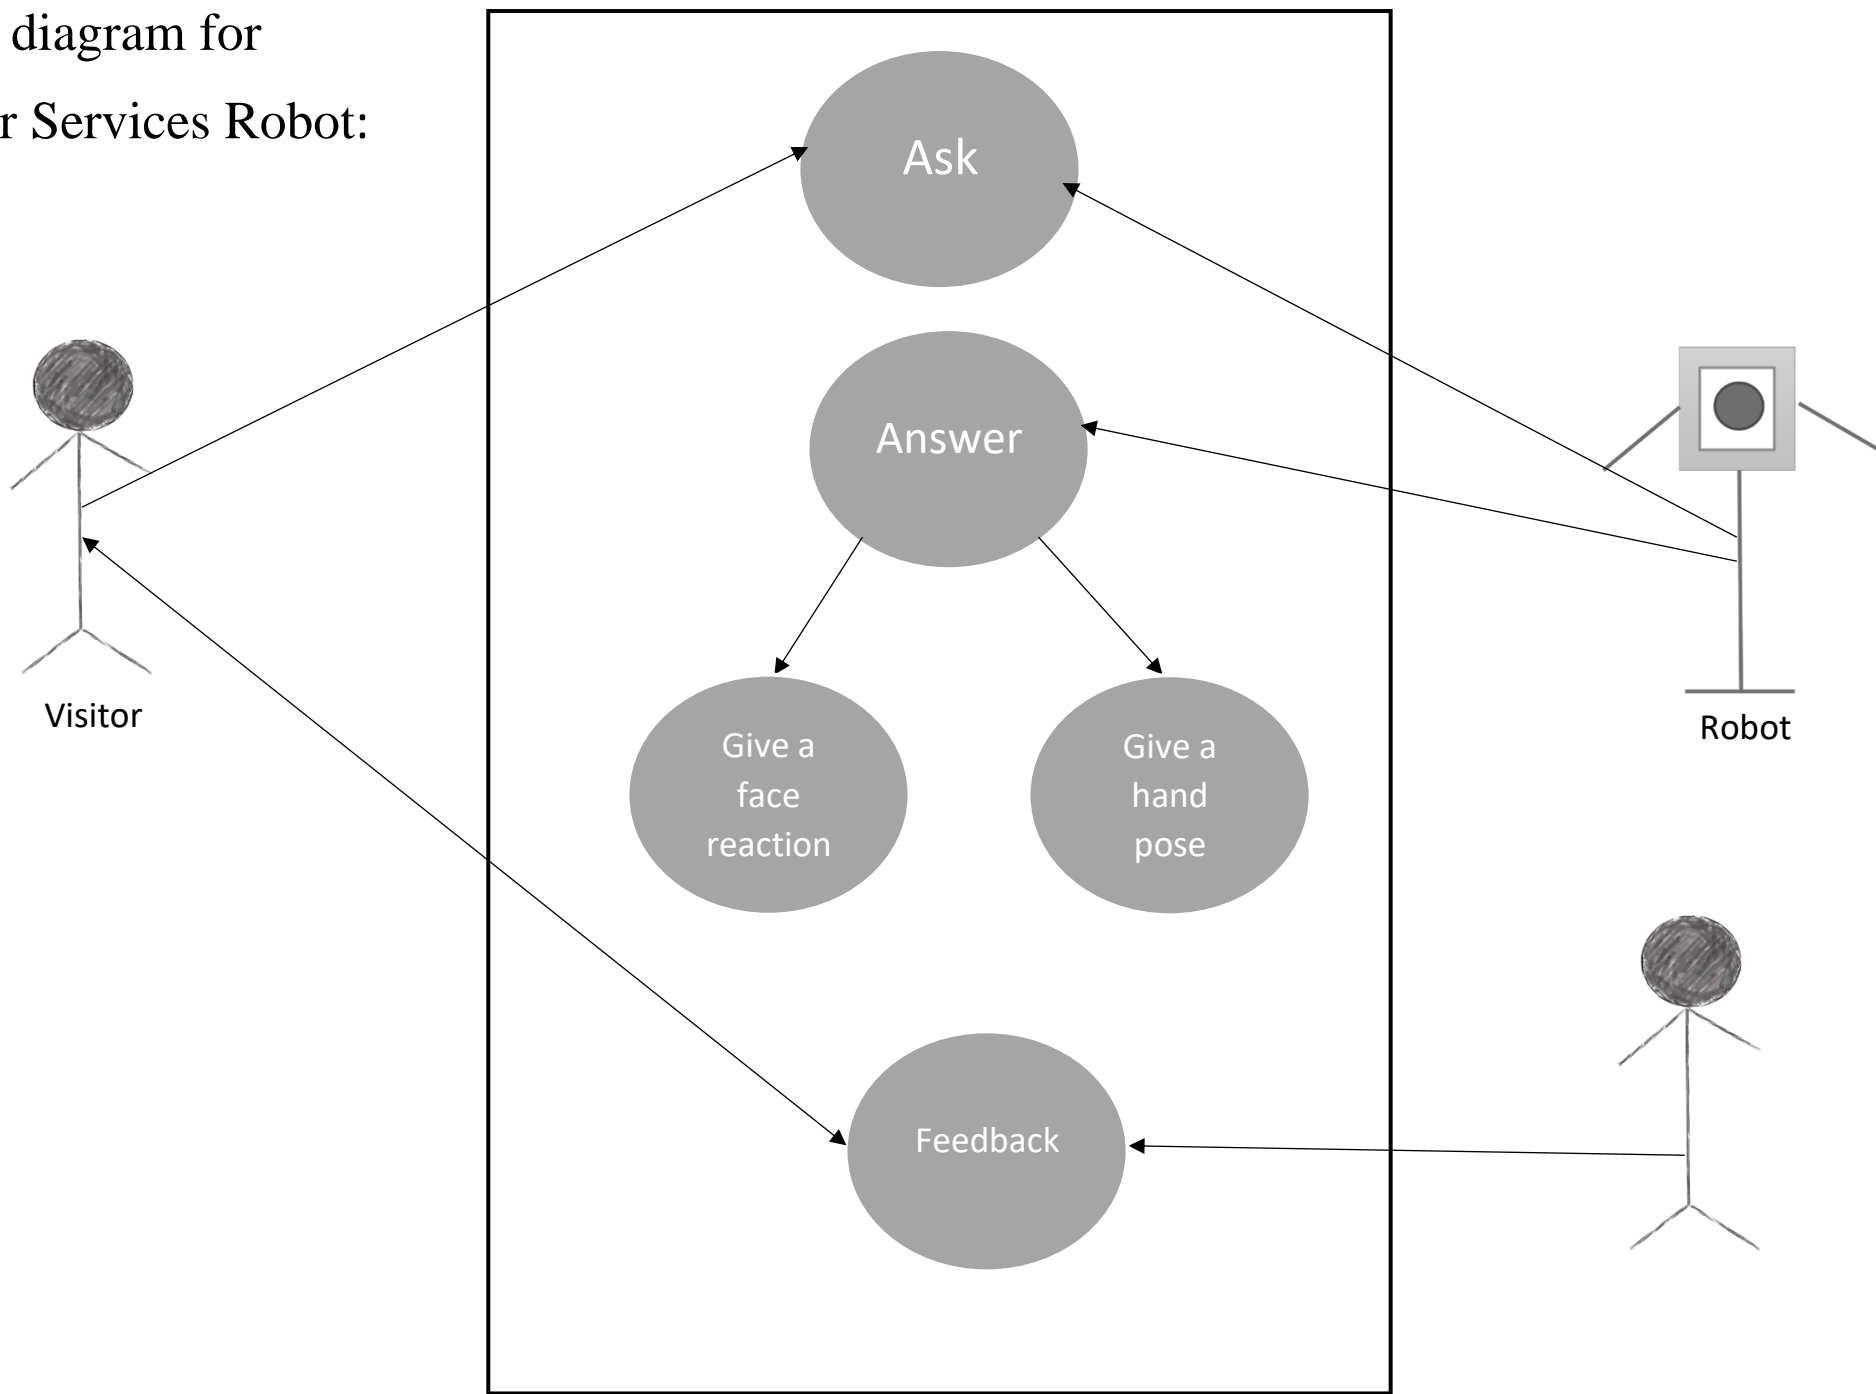 diagram for
r Services Robot:
Ask
Answer
Give a
face
reaction
Give a
hand
pose
Visitor
Robot
Feedback